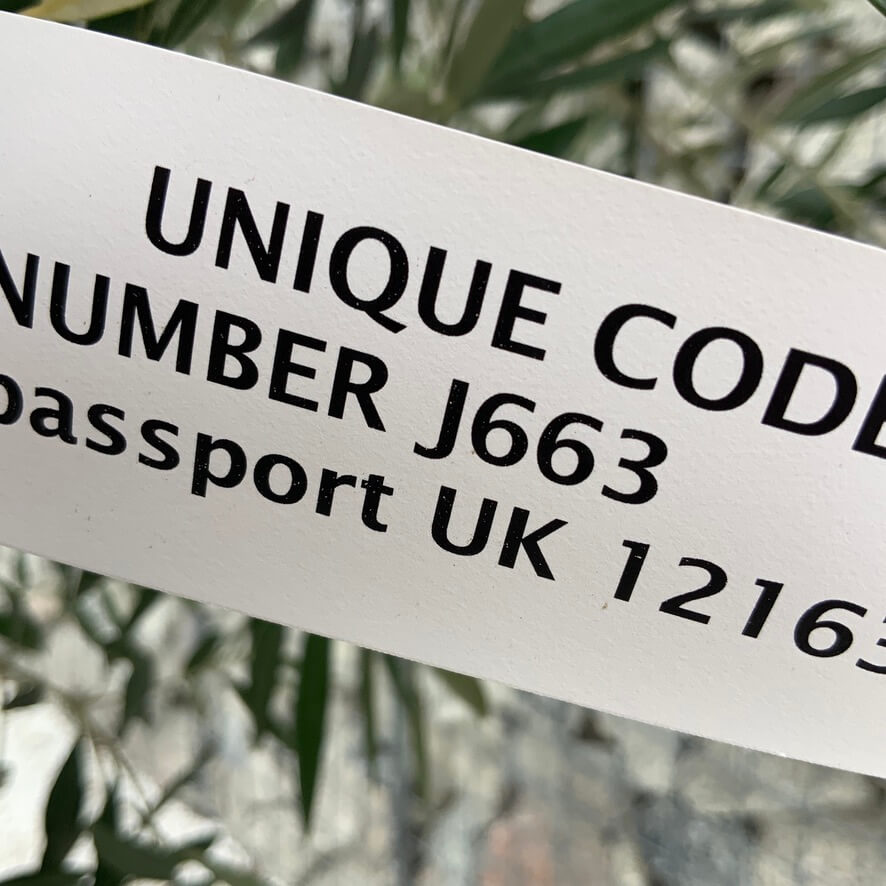 UNIQUE CODE
NUMBER J663
passport UK 12163